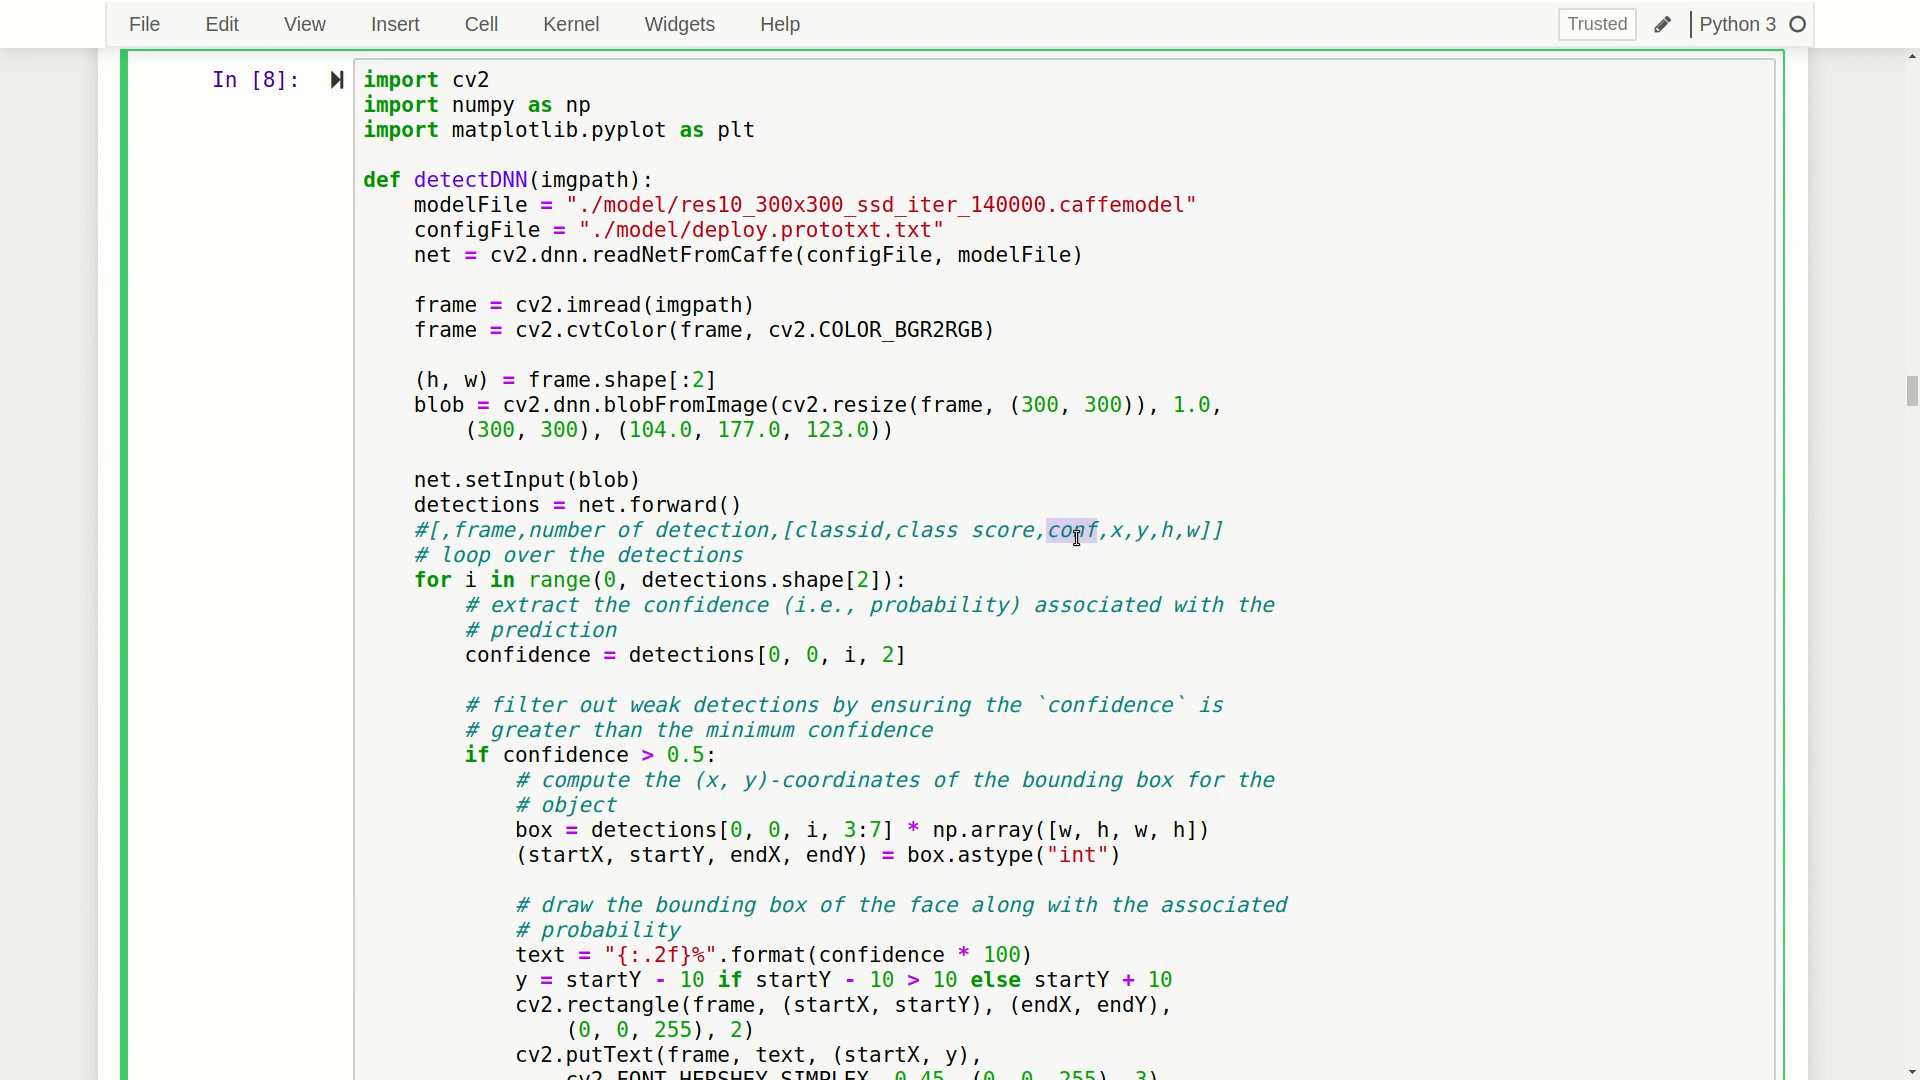 File Edit View Insert Cell Kernel Widgets Help Trusted Python 3
In [8]:
import cv2
import numpy as np
import matplotlib.pyplot as plt
def detectDNN(imgpath):
    modelFile = "./model/res10_300x300_ssd_iter_140000.caffemodel"
    configFile = "./model/deploy.prototxt.txt"
    net = cv2.dnn.readNetFromCaffe(configFile, modelFile)
    frame = cv2.imread(imgpath)
    frame = cv2.cvtColor(frame, cv2.COLOR_BGR2RGB)
    (h, w) = frame.shape[:2]
    blob = cv2.dnn.blobFromImage(cv2.resize(frame, (300, 300)), 1.0,
        (300, 300), (104.0, 177.0, 123.0))
    net.setInput(blob)
    detections = net.forward()
    #[,frame,number of detection,[classid,class score,conf,x,y,h,w]]
    # loop over the detections
    for i in range(0, detections.shape[2]):
        # extract the confidence (i.e., probability) associated with the
        # prediction
        confidence = detections[0, 0, i, 2]
        # filter out weak detections by ensuring the `confidence` is
        # greater than the minimum confidence
        if confidence > 0.5:
            # compute the (x, y)-coordinates of the bounding box for the
            # object
            box = detections[0, 0, i, 3:7] * np.array([w, h, w, h])
            (startX, startY, endX, endY) = box.astype("int")
            # draw the bounding box of the face along with the associated
            # probability
            text = "{:.2f}%".format(confidence * 100)
            y = startY - 10 if startY - 10 > 10 else startY + 10
            cv2.rectangle(frame, (startX, startY), (endX, endY),
                (0, 0, 255), 2)
            cv2.putText(frame, text, (startX, y),
                cv2.FONT_HERSHEY_SIMPLEX, 0.45, (0, 0, 255), 3)